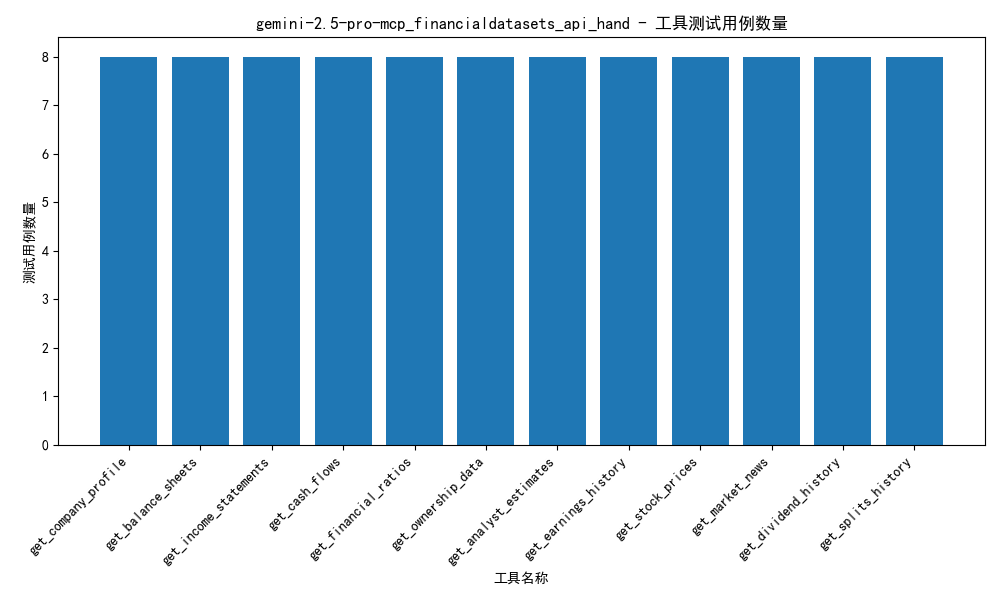 gemini-2.5-pro-mcp_financialdatasets_api_hand - 工具测试用例数量
测试用例数量
8
7
6
5
4
3
2
1
0
get_company_profile
get_balance_sheets
get_income_statements
get_cash_flows
get_financial_ratios
get_ownership_data
get_analyst_estimates
get_earnings_history
get_stock_prices
get_market_news
get_dividend_history
get_splits_history
工具名称